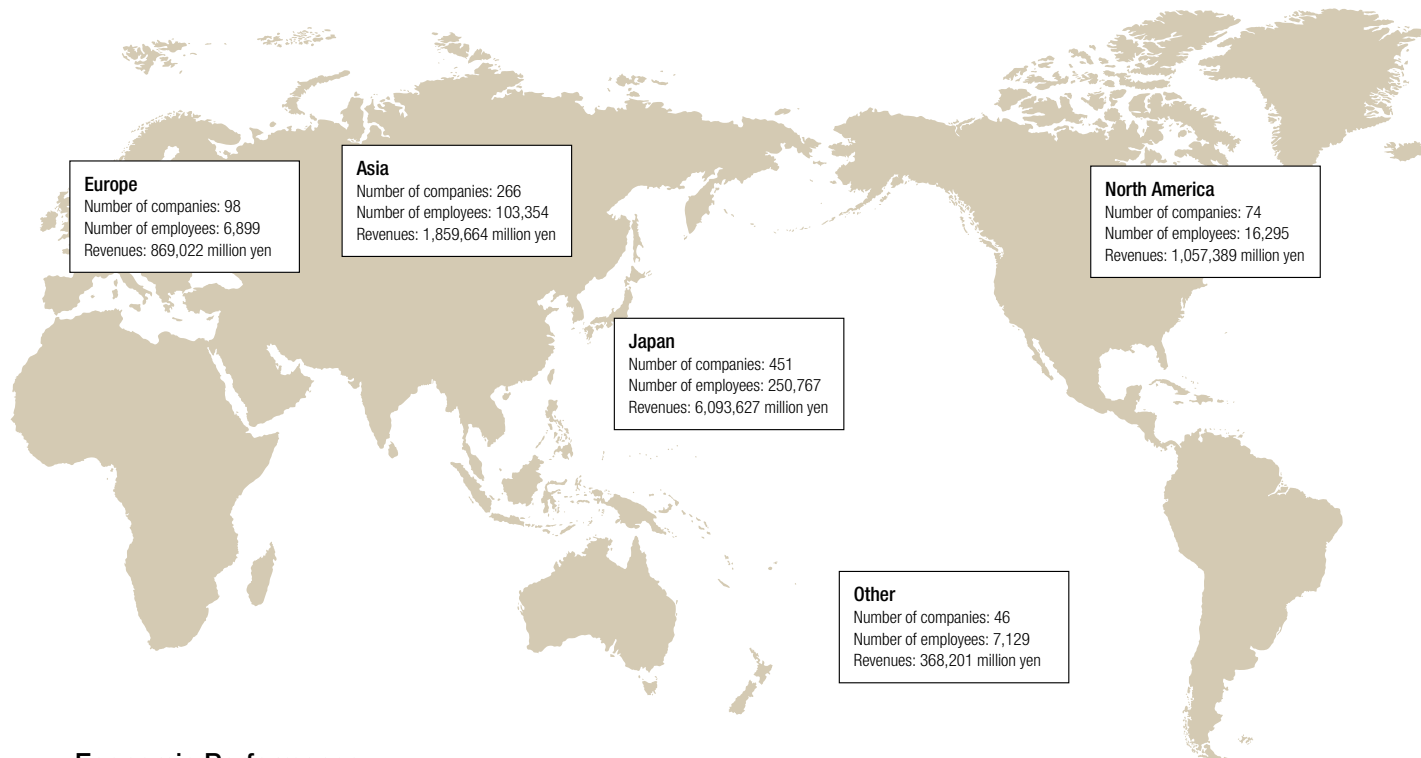 Europe
Number of companies: 98
Number of employees: 6,899
Revenues: 869,022 million yen
Asia
Number of companies: 266
Number of employees: 103,354
Revenues: 1,859,664 million yen
North America
Number of companies: 74
Number of employees: 16,295
Revenues: 1,057,389 million yen
Japan
Number of companies: 451
Number of employees: 250,767
Revenues: 6,093,627 million yen
Other
Number of companies: 46
Number of employees: 7,129
Revenues: 368,201 million yen